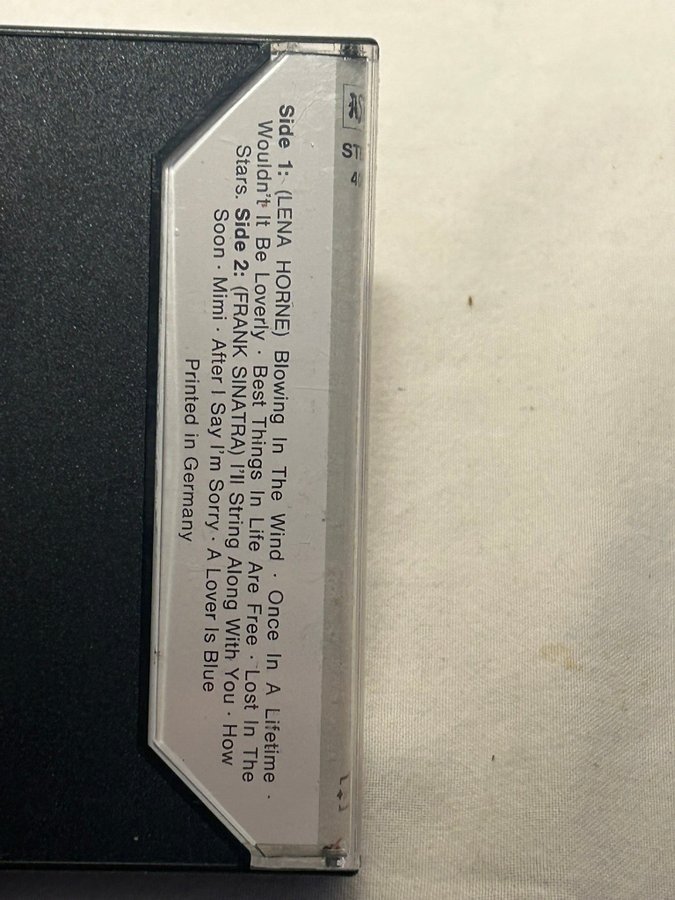 Side 1: (LENA HORNE) Blowing In The Wind · Once In A Lifetime ·
Wouldn't It Be Loverly · Best Things In Life Are Free · Lost In The
Stars. Side 2: (FRANK SINATRA) I'll String Along With You · How
Soon · Mimi · After I Say I'm Sorry · A Lover Is Blue
Printed in Germany